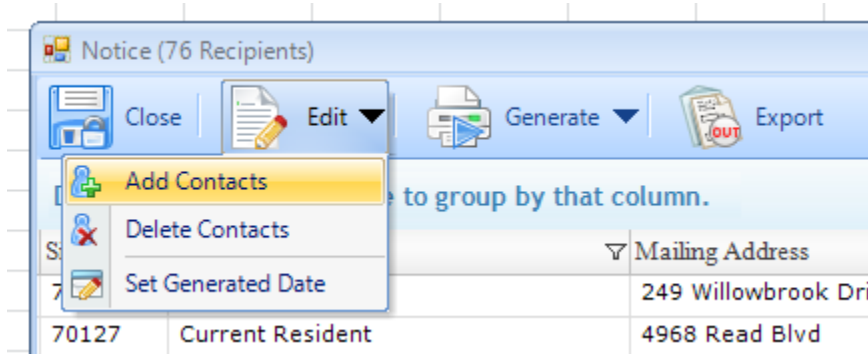 Notice (76 Recipients)
Close Edit Generate OUT Export
Add Contacts
e to group by that column.
Delete Contacts
Mailing Address
Set Generated Date
249 Willowbrook
70127 Current Resident 4968 Read Blvd